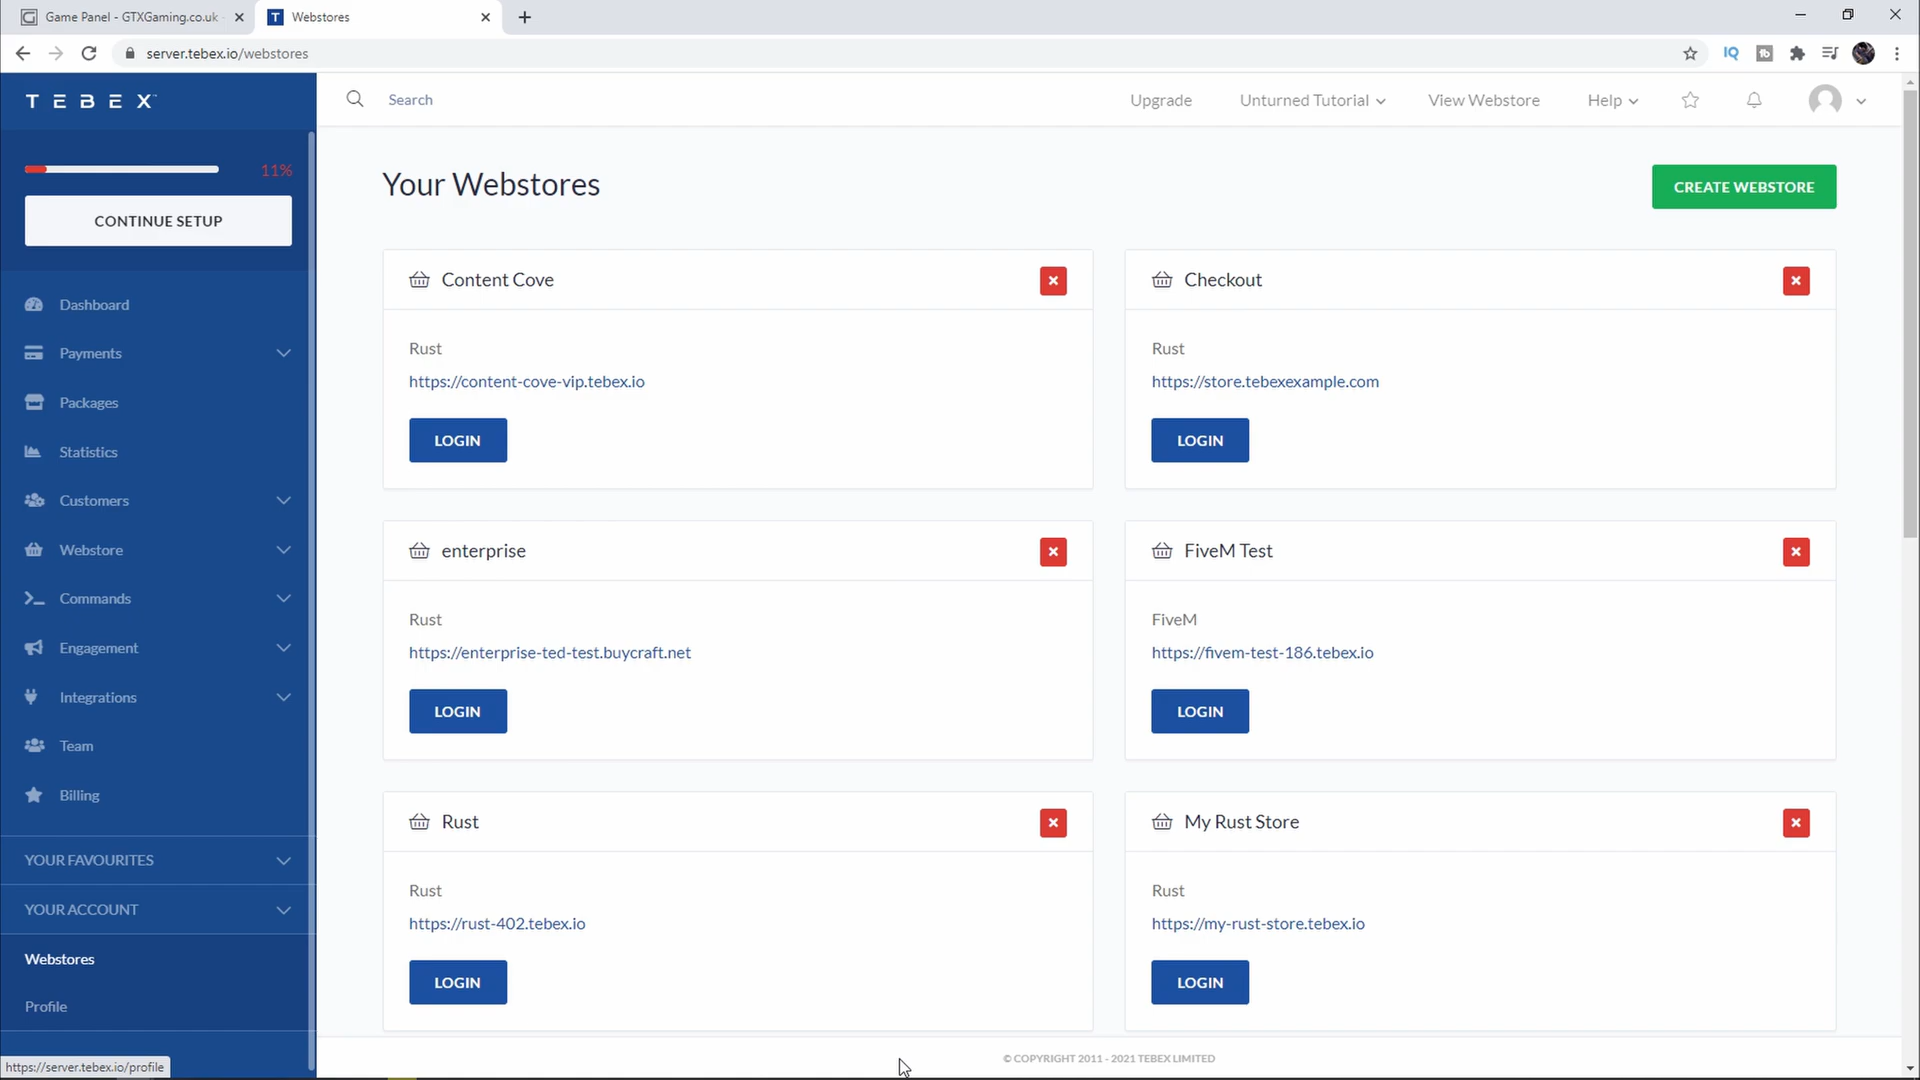 Game Panel - GTXGaming.co.uk
Webstores
server.tebex.io/webstores
TEBEX™
Search
Upgrade
Unturned Tutorial
View Webstore
Help
11%
CONTINUE SETUP
Dashboard
Payments
Packages
Statistics
Customers
Webstore
Commands
Engagement
Integrations
Team
Billing
YOUR FAVOURITES
YOUR ACCOUNT
Webstores
Profile
https://server.tebex.io/profile
Your Webstores
CREATE WEBSTORE
Content Cove
Rust
https://content-cove-vip.tebex.io
LOGIN
Checkout
Rust
https://store.tebexexample.com
LOGIN
enterprise
Rust
https://enterprise-ted-test.buycraft.net
LOGIN
FiveM Test
FiveM
https://fivem-test-186.tebex.io
LOGIN
Rust
Rust
https://rust-402.tebex.io
LOGIN
My Rust Store
Rust
https://my-rust-store.tebex.io
LOGIN
© COPYRIGHT 2011 - 2021 TEBEX LIMITED